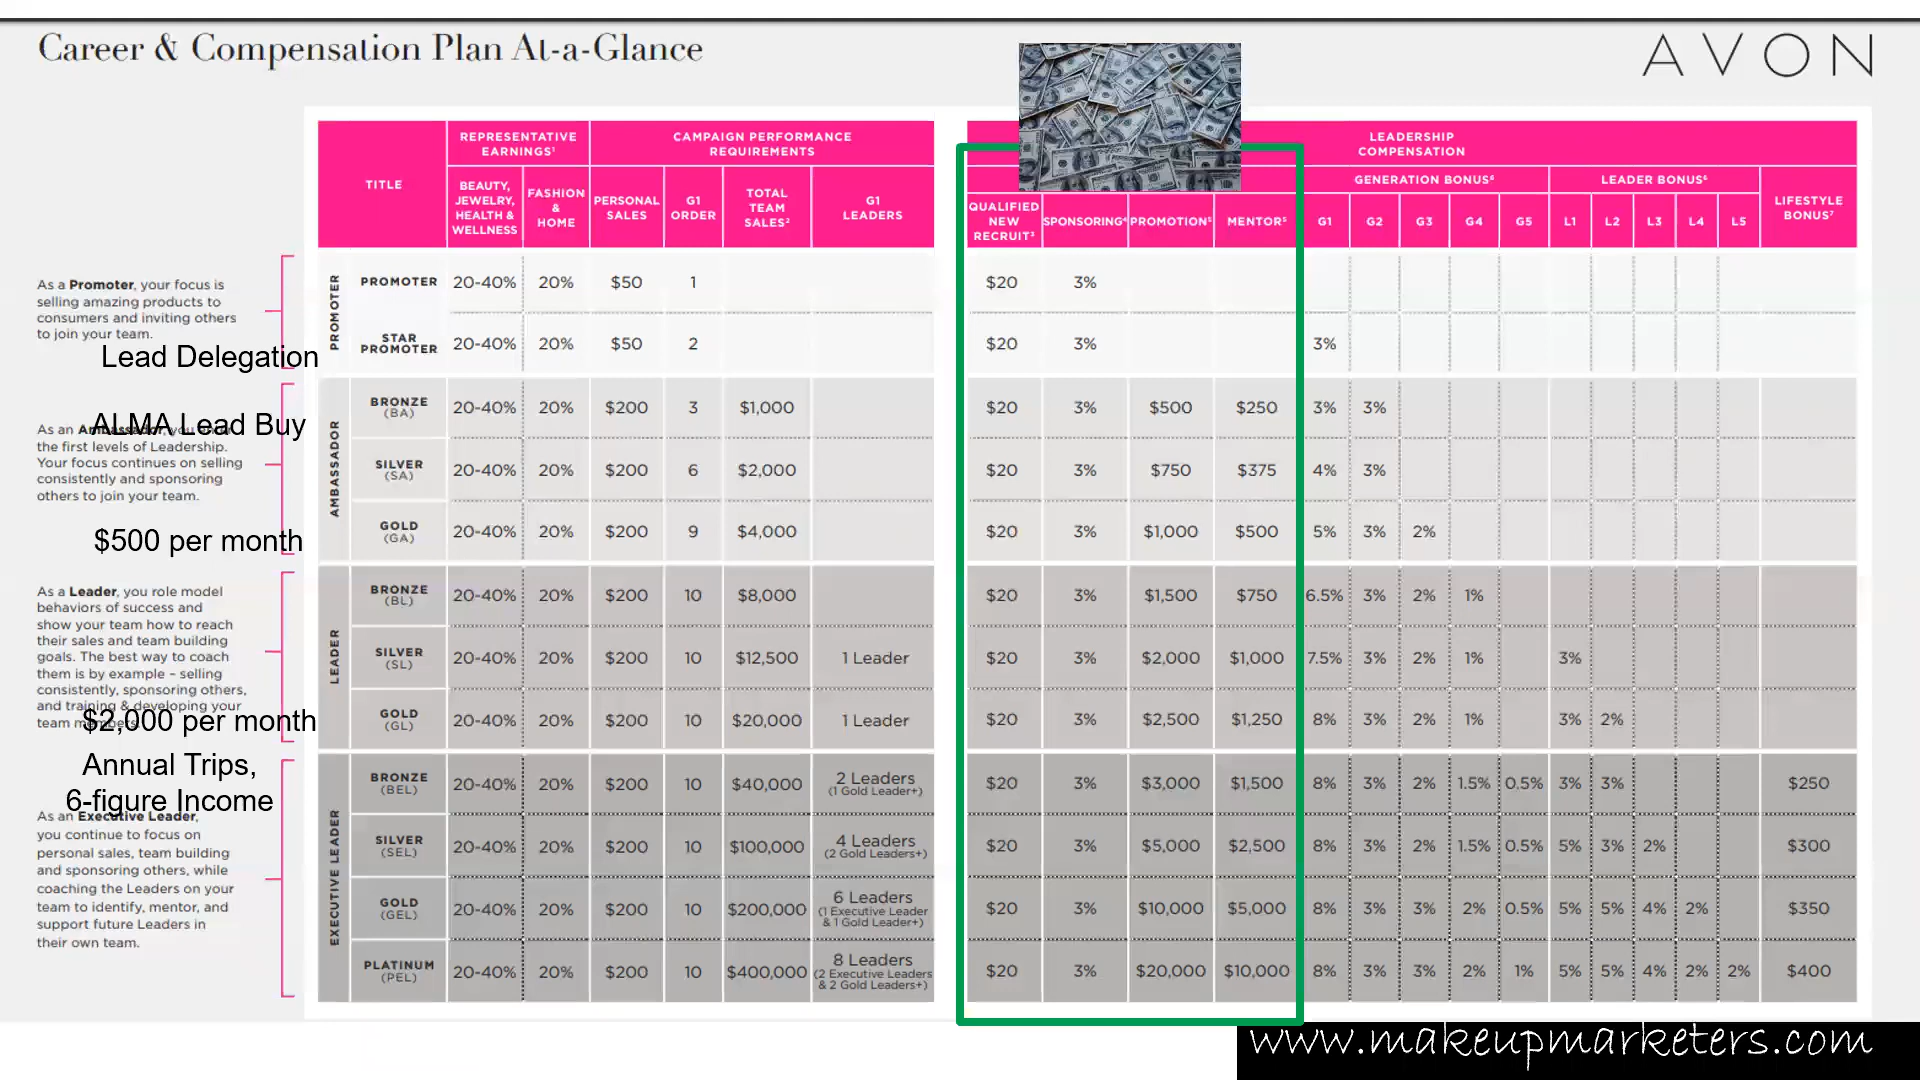 Career & Compensation Plan At-a-Glance
AVON
TITLE
REPRESENTATIVE
EARNINGS¹
CAMPAIGN PERFORMANCE
REQUIREMENTS
LEADERSHIP
COMPENSATION
BEAUTY,
JEWELRY,
HEALTH &
WELLNESS
FASHION
&
HOME
PERSONAL
SALES
G1
ORDER
TOTAL
TEAM
SALES²
G1
LEADERS
QUALIFIED
NEW
RECRUIT³
SPONSORING⁴
PROMOTION⁵
MENTOR⁵
GENERATION BONUS⁶
G1 G2 G3 G4 G5
LEADER BONUS⁶
L1 L2 L3 L4 L5
LIFESTYLE
BONUS⁷
As a Promoter, your focus is
selling amazing products to
consumers and inviting others
to join your team.
Lead Delegation
PROMOTER
PROMOTER 20-40% 20% $50 1 $20 3%
STAR
PROMOTER 20-40% 20% $50 2 $20 3% 3%
ALMA Lead Buy
As an Ambassador, you
the first levels of Leadership.
Your focus continues on selling
consistently and sponsoring
others to join your team.
$500 per month
AMBASSADOR
BRONZE
(BA) 20-40% 20% $200 3 $1,000 $20 3% $500 $250 3% 3%
SILVER
(SA) 20-40% 20% $200 6 $2,000 $20 3% $750 $375 4% 3%
GOLD
(GA) 20-40% 20% $200 9 $4,000 $20 3% $1,000 $500 5% 3% 2%
As a Leader, you role model
behaviors of success and
show your team how to reach
their sales and team building
goals. The best way to coach
them is by example – selling
consistently, sponsoring others,
and training & developing your
team members.
$2,000 per month
LEADER
BRONZE
(BL) 20-40% 20% $200 10 $8,000 $20 3% $1,500 $750 6.5% 3% 2% 1%
SILVER
(SL) 20-40% 20% $200 10 $12,500 1 Leader $20 3% $2,000 $1,000 7.5% 3% 2% 1% 3%
GOLD
(GL) 20-40% 20% $200 10 $20,000 1 Leader $20 3% $2,500 $1,250 8% 3% 2% 1% 3% 2%
Annual Trips,
6-figure Income
As an Executive Leader,
you continue to focus on
personal sales, team building
and sponsoring others, while
coaching the Leaders on your
team to identify, mentor, and
support future Leaders in
their own team.
EXECUTIVE LEADER
BRONZE
(BEL) 20-40% 20% $200 10 $40,000 2 Leaders
(1 Gold Leader+) $20 3% $3,000 $1,500 8% 3% 2% 1.5% 0.5% 3% 3% $250
SILVER
(SEL) 20-40% 20% $200 10 $100,000 4 Leaders
(2 Gold Leaders+) $20 3% $5,000 $2,500 8% 3% 2% 1.5% 0.5% 5% 3% 2% $300
GOLD
(GEL) 20-40% 20% $200 10 $200,000 6 Leaders
(1 Executive Leader
& 1 Gold Leader+) $20 3% $10,000 $5,000 8% 3% 3% 2% 0.5% 5% 5% 4% 2% $350
PLATINUM
(PEL) 20-40% 20% $200 10 $400,000 8 Leaders
(2 Executive Leaders
& 2 Gold Leaders+) $20 3% $20,000 $10,000 8% 3% 3% 2% 1% 5% 5% 4% 2% 2% $400
www.makeupmarketers.com